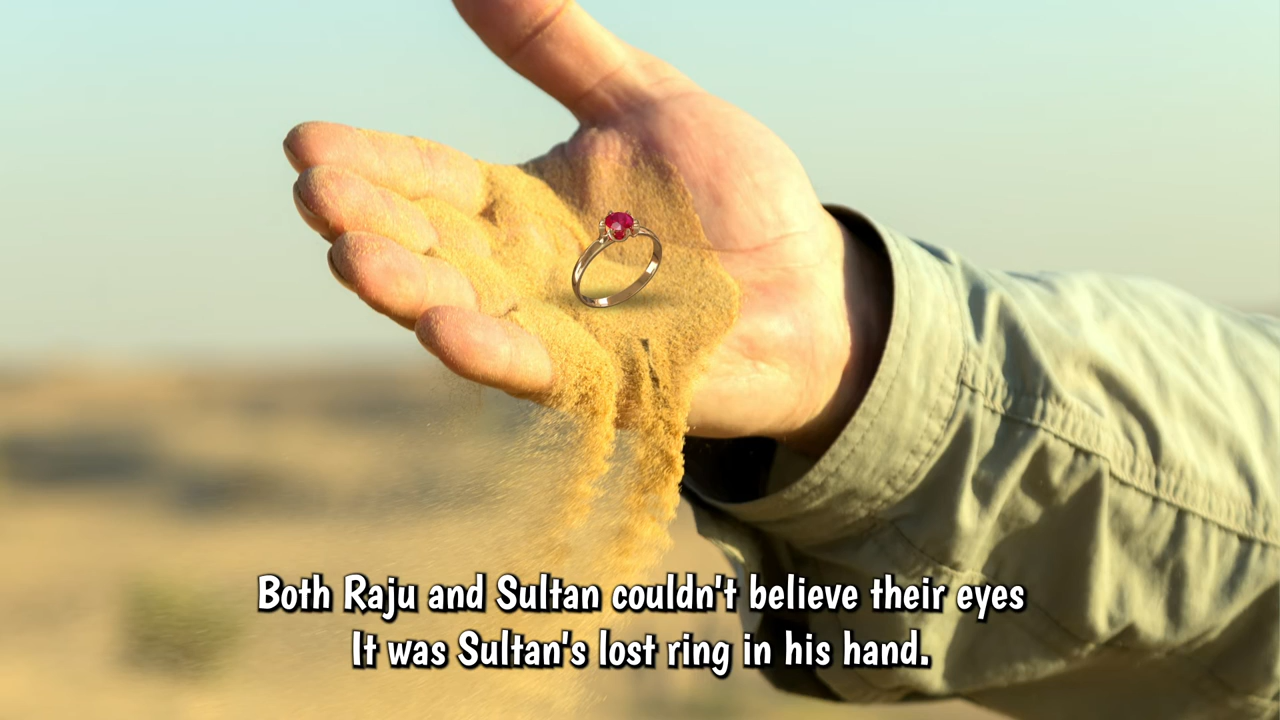 Both Raju and Sultan couldn't believe their eyes
It was Sultan's lost ring in his hand.